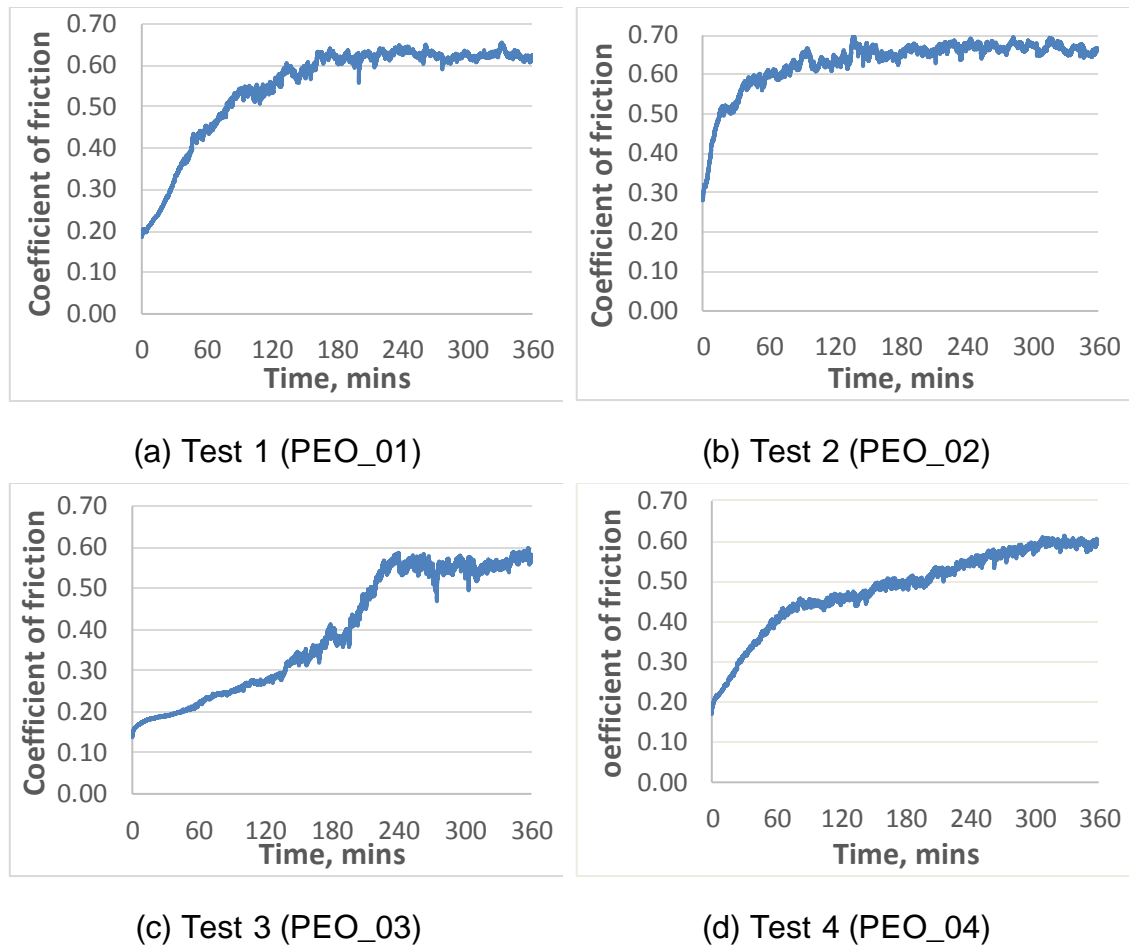 Coefficient of friction
0.70
0.60
0.50
0.40
0.30
0.20
0.10
0.00
0 60 120 180 240 300 360
Time, mins
(a) Test 1 (PEO_01)
Coefficient of friction
0.70
0.60
0.50
0.40
0.30
0.20
0.10
0.00
0 60 120 180 240 300 360
Time, mins
(b) Test 2 (PEO_02)
Coefficient of friction
0.70
0.60
0.50
0.40
0.30
0.20
0.10
0.00
0 60 120 180 240 300 360
Time, mins
(c) Test 3 (PEO_03)
oefficient of friction
0.70
0.60
0.50
0.40
0.30
0.20
0.10
0.00
0 60 120 180 240 300 360
Time, mins
(d) Test 4 (PEO_04)